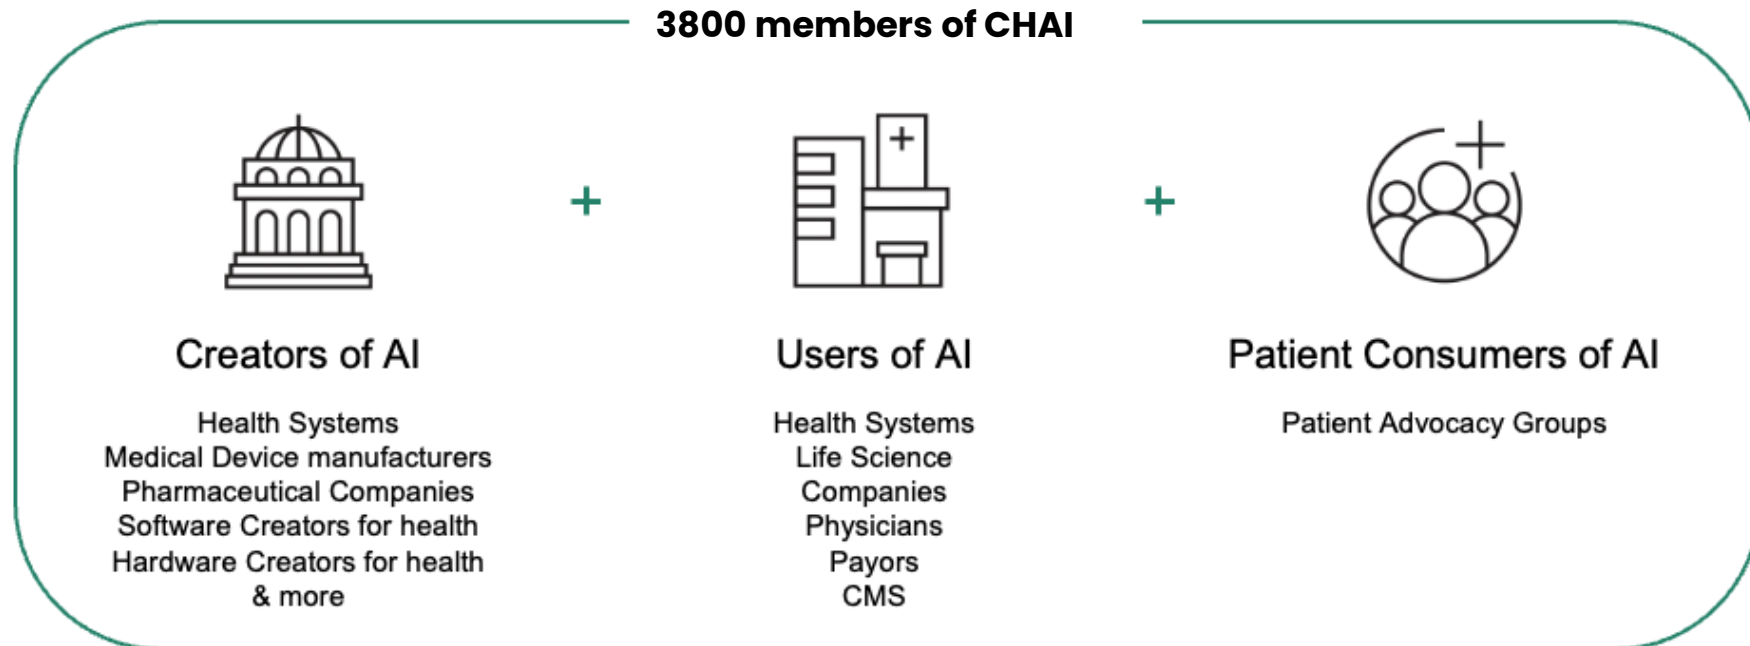 3800 members of CHAI
Creators of AI
Health Systems
Medical Device manufacturers
Pharmaceutical Companies
Software Creators for health
Hardware Creators for health
& more
Users of AI
Health Systems
Life Science
Companies
Physicians
Payors
CMS
Patient Consumers of AI
Patient Advocacy Groups